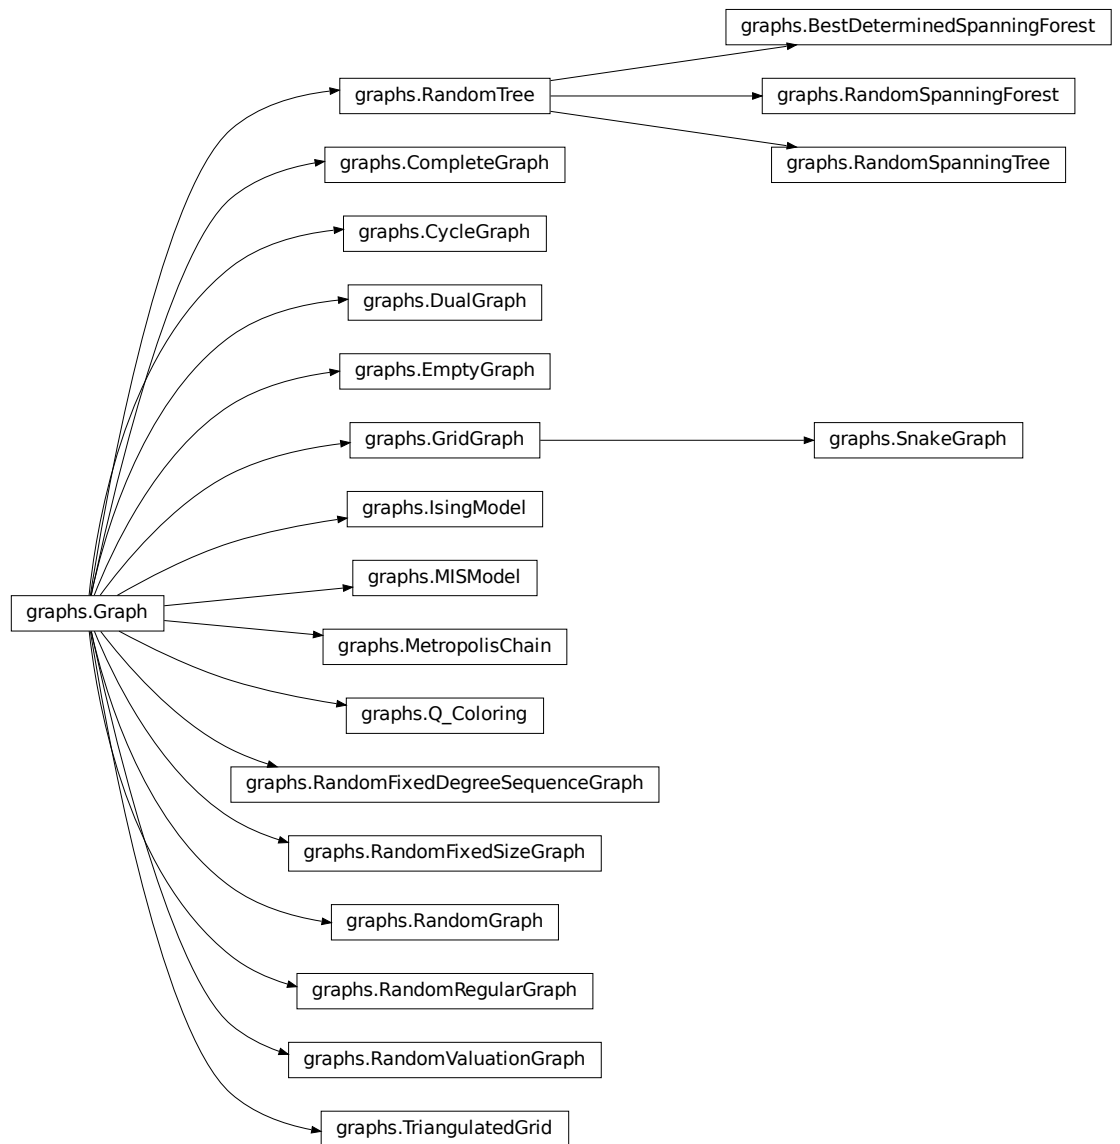 graphs.BestDeterminedSpanningForest
graphs.RandomTree
graphs.RandomSpanningForest
graphs.CompleteGraph
graphs.RandomSpanningTree
graphs.CycleGraph
graphs.DualGraph
graphs.EmptyGraph
graphs.GridGraph
graphs.SnakeGraph
graphs.IsingModel
graphs.MISModel
graphs.Graph
graphs.MetropolisChain
graphs.Q_Coloring
graphs.RandomFixedDegreeSequenceGraph
graphs.RandomFixedSizeGraph
graphs.RandomGraph
graphs.RandomRegularGraph
graphs.RandomValuationGraph
graphs.TriangulatedGrid